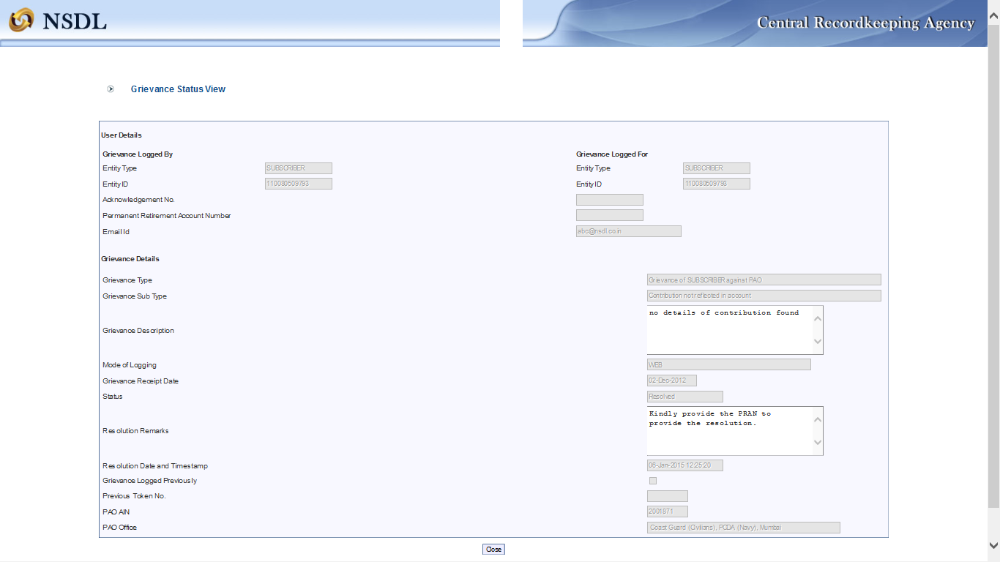 NSDL
Central Recordkeeping Agency
Grievance Status View
User Details
Grievance Logged By Grievance Logged For
Entity Type SUBSCRIBER Entity Type SUBSCRIBER
Entity ID 110080509793 Entity ID 110080509793
Acknowledgement No.
Permanent Retirement Account Number
Email Id abc@nsdl.co.in
Grievance Details
Grievance Type Grievance of SUBSCRIBER against PAO
Grievance Sub Type Contribution not reflected in account
Grievance Description no details of contribution found
Mode of Logging WEB
Grievance Receipt Date 02-Dec-2012
Status Resolved
Resolution Remarks Kindly provide the PRAN to
provide the resolution.
Resolution Date and Timestamp 06-Jan-2015 12:25:20
Grievance Logged Previously
Previous Token No.
PAO AIN 2001871
PAO Office Coast Guard (Civilians), PCDA (Navy), Mumbai
Close